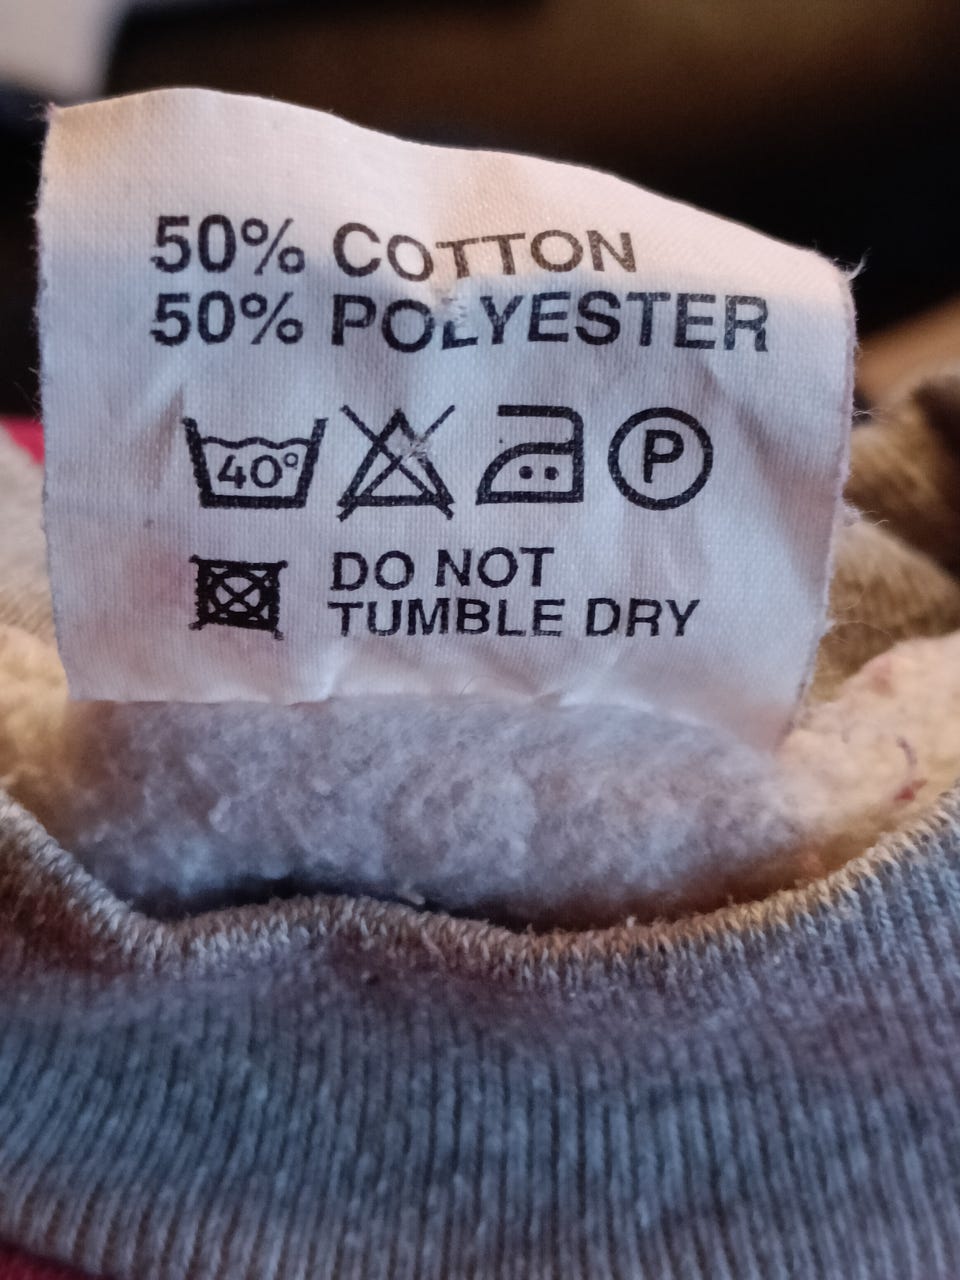 50% COTTON
50% POLYESTER
40° P
DO NOT
TUMBLE DRY